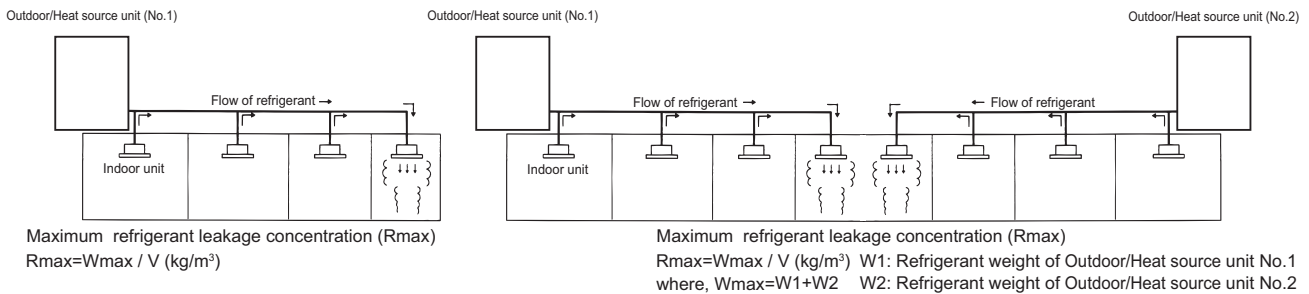 Outdoor/Heat source unit (No.1)
Flow of refrigerant →
Indoor unit
Maximum refrigerant leakage concentration (Rmax)
Rmax=Wmax / V (kg/m³)
Outdoor/Heat source unit (No.1)
Outdoor/Heat source unit (No.2)
Flow of refrigerant →
← Flow of refrigerant
Indoor unit
Maximum refrigerant leakage concentration (Rmax)
Rmax=Wmax / V (kg/m³) W1: Refrigerant weight of Outdoor/Heat source unit No.1
where, Wmax=W1+W2 W2: Refrigerant weight of Outdoor/Heat source unit No.2